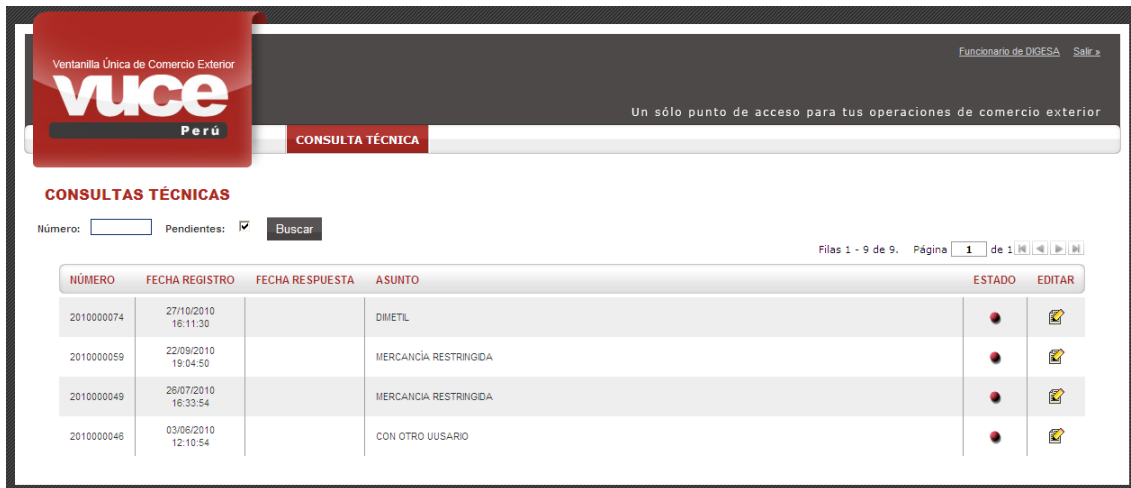 Funcionario de DIGESA Salir »
Ventanilla Única de Comercio Exterior
vuce
Perú
Un sólo punto de acceso para tus operaciones de comercio exterior
CONSULTA TÉCNICA
CONSULTAS TÉCNICAS
Número: Pendientes: Buscar
Filas 1 - 9 de 9. Página 1 de 1
NÚMERO FECHA REGISTRO FECHA RESPUESTA ASUNTO ESTADO EDITAR
2010000074 27/10/2010 16:11:30 DIMETIL
2010000059 22/09/2010 19:04:50 MERCANCÌA RESTRINGIDA
2010000049 26/07/2010 16:33:54 MERCANCIA RESTRINGIDA
2010000046 03/06/2010 12:10:54 CON OTRO UUSARIO